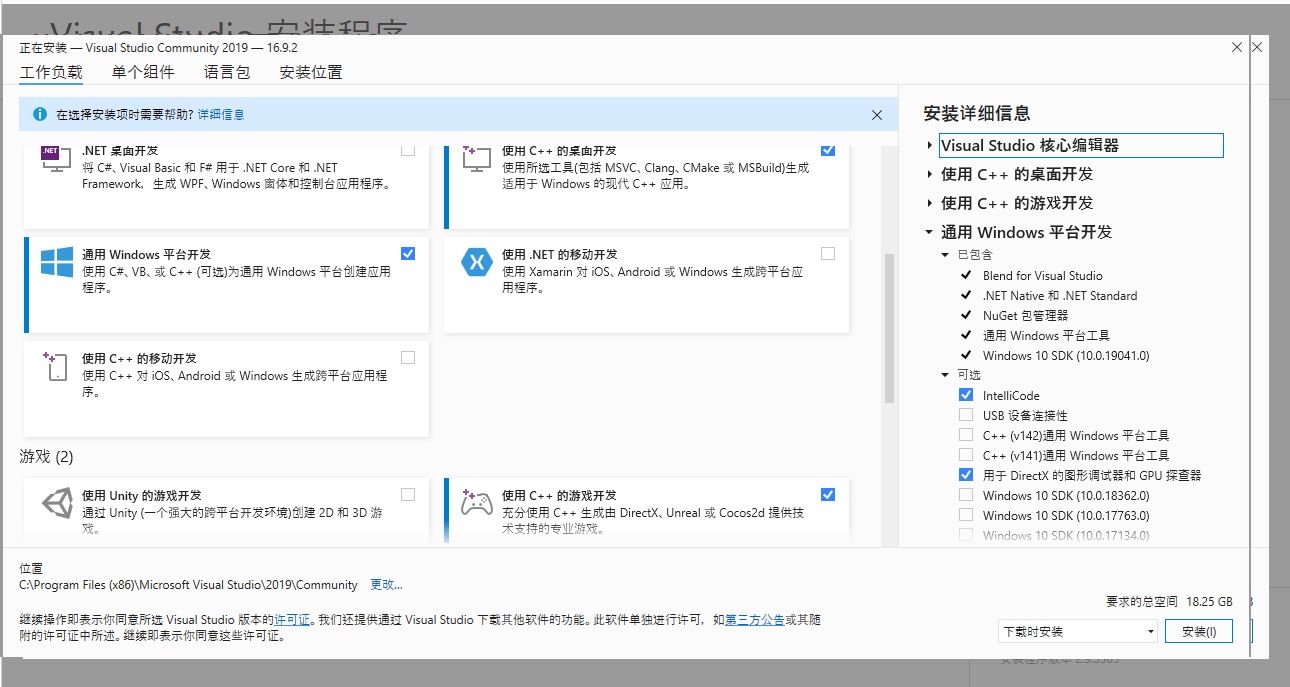 Visual Studio 安装程序
正在安装 — Visual Studio Community 2019 — 16.9.2
工作负载 单个组件 语言包 安装位置
在选择安装项时需要帮助? 详细信息
.NET 桌面开发
将 C#、Visual Basic 和 F# 用于 .NET Core 和 .NET
Framework, 生成 WPF、Windows 窗体和控制台应用程序。
使用 C++ 的桌面开发
使用所选工具(包括 MSVC、Clang、CMake 或 MSBuild)生成
适用于 Windows 的现代 C++ 应用。
通用 Windows 平台开发
使用 C#、VB、或 C++ (可选)为通用 Windows 平台创建应用
程序。
使用 .NET 的移动开发
使用 Xamarin 对 iOS、Android 或 Windows 生成跨平台应
用程序。
使用 C++ 的移动开发
使用 C++ 对 iOS、Android 或 Windows 生成跨平台应用程
序。
游戏 (2)
使用 Unity 的游戏开发
通过 Unity (一个强大的跨平台开发环境)创建 2D 和 3D 游
戏。
使用 C++ 的游戏开发
充分使用 C++ 生成由 DirectX、Unreal 或 Cocos2d 提供技
术支持的专业游戏。
安装详细信息
Visual Studio 核心编辑器
使用 C++ 的桌面开发
使用 C++ 的游戏开发
通用 Windows 平台开发
已包含
Blend for Visual Studio
.NET Native 和 .NET Standard
NuGet 包管理器
通用 Windows 平台工具
Windows 10 SDK (10.0.19041.0)
可选
IntelliCode
USB 设备连接性
C++ (v142)通用 Windows 平台工具
C++ (v141)通用 Windows 平台工具
用于 DirectX 的图形调试器和 GPU 探查器
Windows 10 SDK (10.0.18362.0)
Windows 10 SDK (10.0.17763.0)
Windows 10 SDK (10.0.17134.0)
位置
C:\Program Files (x86)\Microsoft Visual Studio\2019\Community 更改...
继续操作即表示你同意所选 Visual Studio 版本的许可证。我们还提供通过 Visual Studio 下载其他软件的功能。此软件单独进行许可, 如第三方公告或其随
附的许可证中所述。继续即表示你同意这些许可证。
要求的总空间 18.25 GB
下载时安装
安装(I)